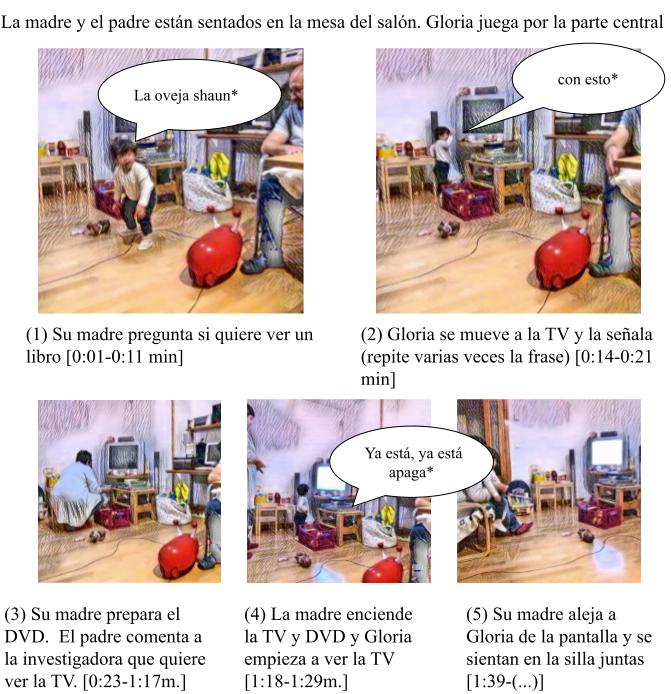 La madre y el padre están sentados en la mesa del salón. Gloria juega por la parte central
La oveja shaun*
con esto*
(1) Su madre pregunta si quiere ver un
libro [0:01-0:11 min]
(2) Gloria se mueve a la TV y la señala
(repite varias veces la frase) [0:14-0:21
min]
Ya está, ya está
apaga*
(3) Su madre prepara el
DVD. El padre comenta a
la investigadora que quiere
ver la TV. [0:23-1:17m.]
(4) La madre enciende
la TV y DVD y Gloria
empieza a ver la TV
[1:18-1:29m.]
(5) Su madre aleja a
Gloria de la pantalla y se
sientan en la silla juntas
[1:39-(...)]